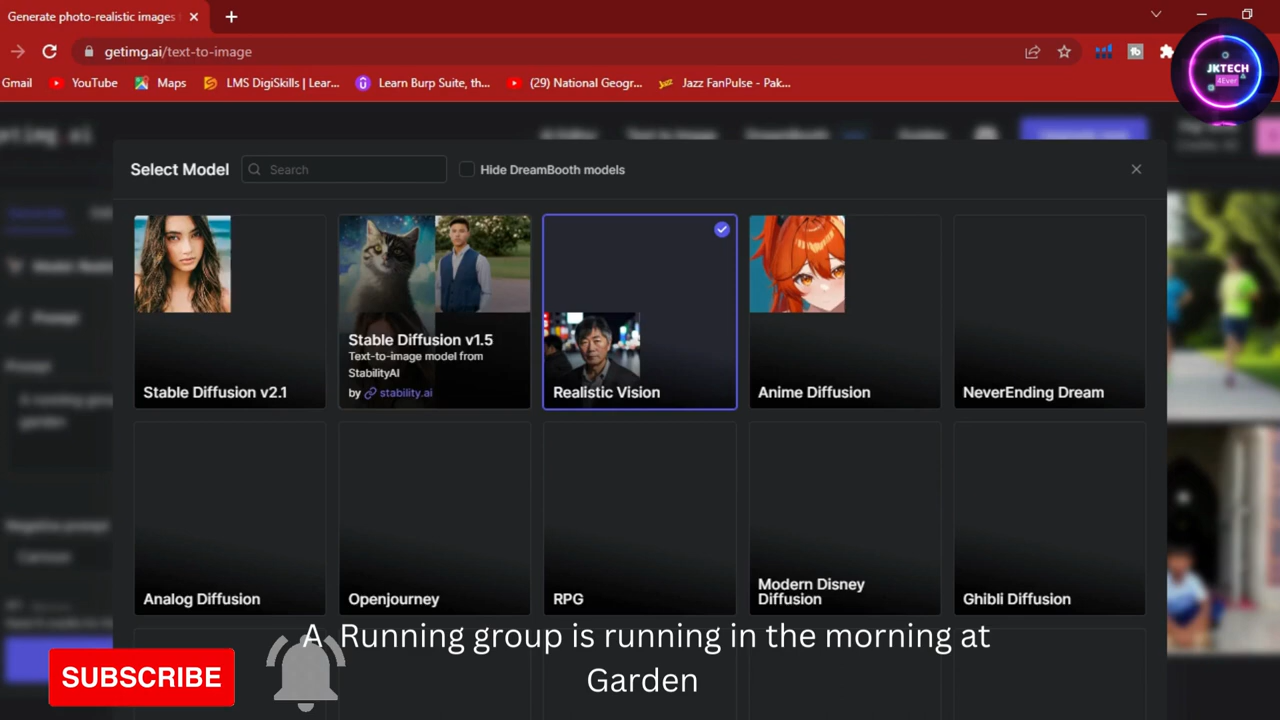 Generate photo-realistic images
getimg.ai/text-to-image
Gmail YouTube Maps LMS DigiSkills | Lear... Learn Burp Suite, th... (29) National Geogr... Jazz FanPulse - Pak...
JKTECH
4Ever
Select Model Search Hide DreamBooth models
Stable Diffusion v1.5
Text-to-image model from
StabilityAI
by stability.ai
Stable Diffusion v2.1 Realistic Vision Anime Diffusion NeverEnding Dream
Modern Disney
Analog Diffusion Openjourney RPG Diffusion Ghibli Diffusion
A Running group is running in the morning at
Garden
SUBSCRIBE